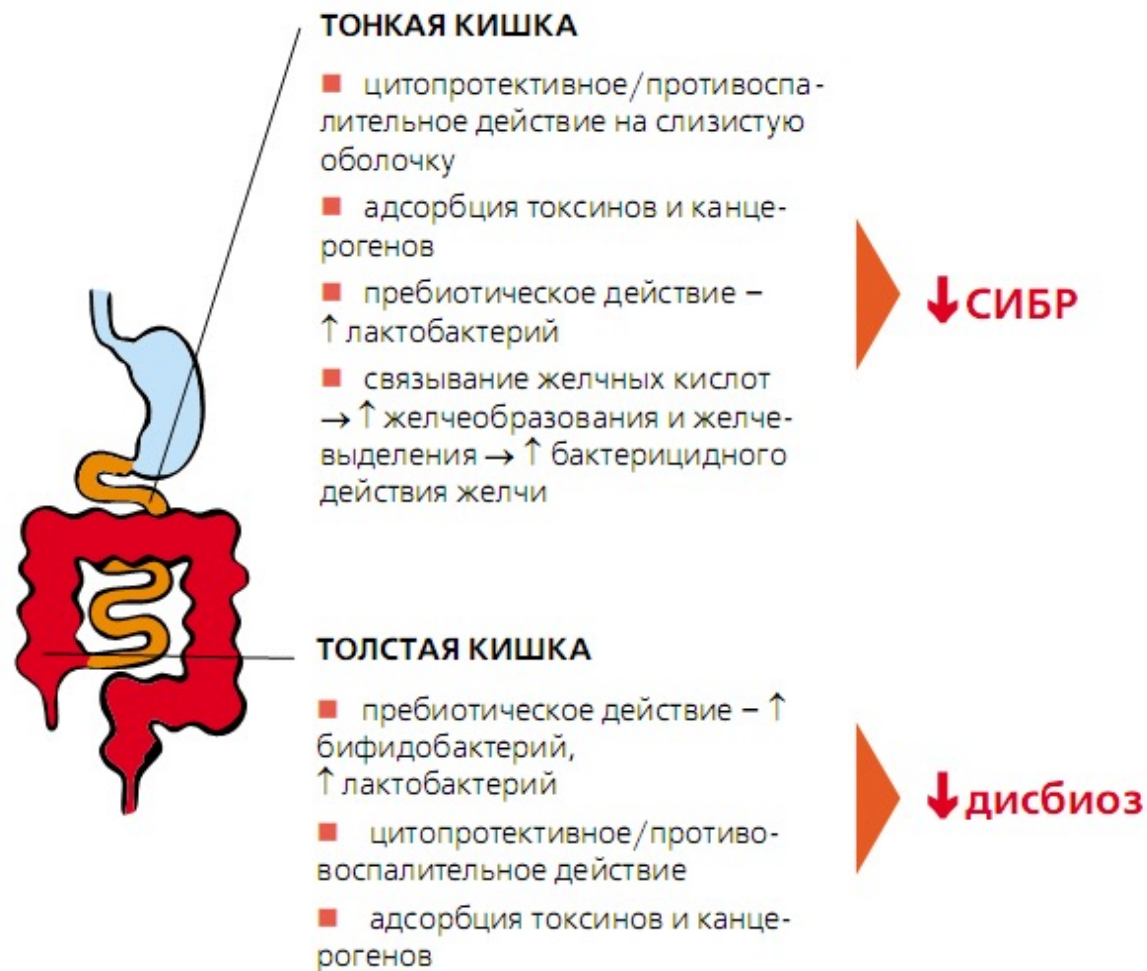 ТОНКАЯ КИШКА
■ цитопротективное/противоспа-
лительное действие на слизистую
оболочку
■ адсорбция токсинов и канце-
рогенов
■ пребиотическое действие –
↑ лактобактерий
■ связывание желчных кислот
→ ↑ желчеобразования и желче-
выделения → ↑ бактерицидного
действия желчи
↓ СИБР
ТОЛСТАЯ КИШКА
■ пребиотическое действие – ↑
бифидобактерий,
↑ лактобактерий
■ цитопротективное/противо-
воспалительное действие
■ адсорбция токсинов и канце-
рогенов
↓ дисбиоз